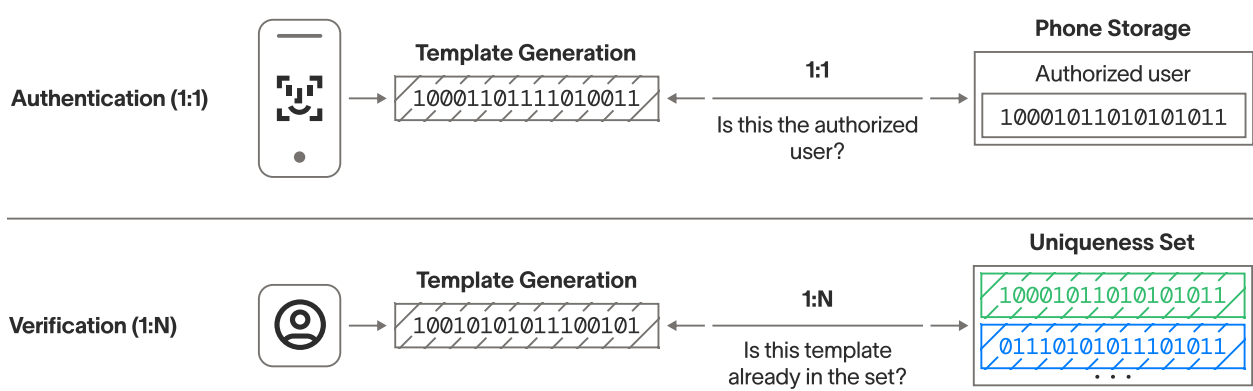 Authentication (1:1)
Template Generation
10001101111010011
1:1
Is this the authorized
user?
Phone Storage
Authorized user
10001011010101011
Verification (1:N)
Template Generation
10010101011100101
1:N
Is this template
already in the set?
Uniqueness Set
10001011010101011
01110101011101011
...